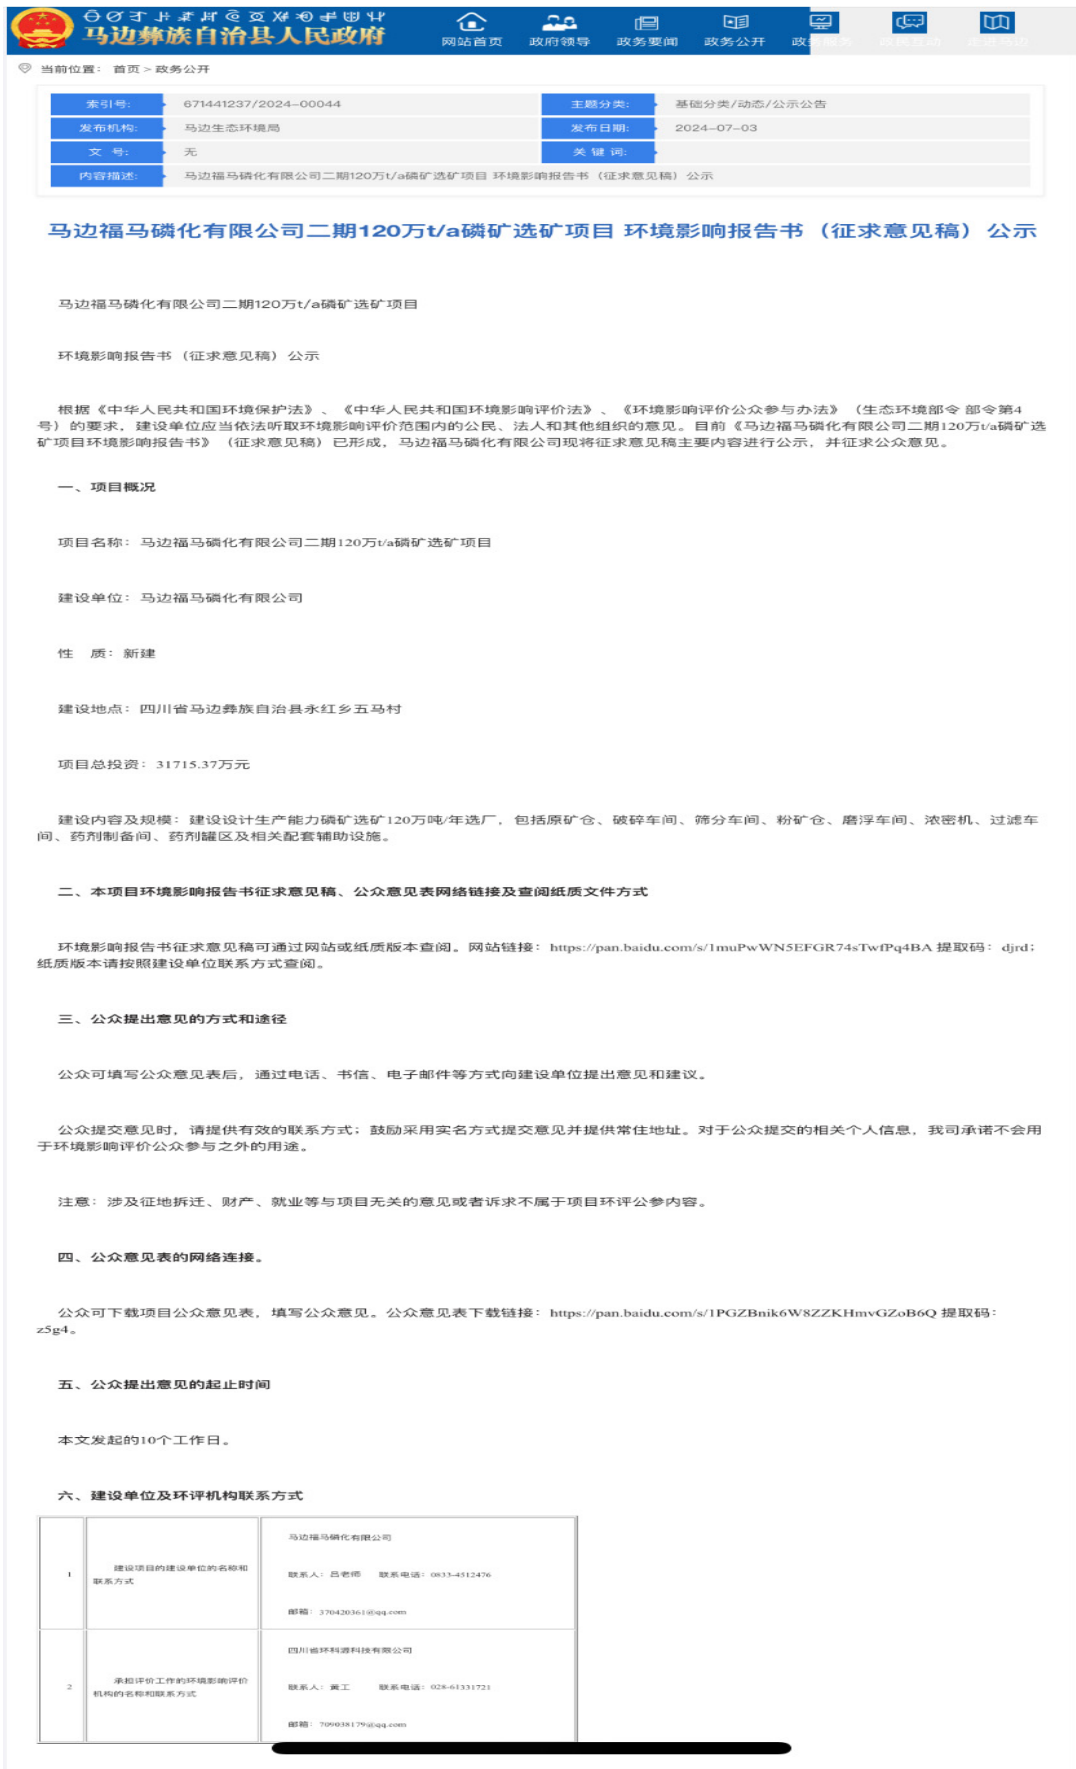 马边彝族自治县人民政府
网站首页 政府领导 政务要闻 政务公开
当前位置： 首页 > 政务公开
索引号: 671441237/2024-00044 主题分类: 基础分类/动态/公示公告
发布机构: 马边生态环境局 发布日期: 2024-07-03
文 号: 无 关 键 词:
内容描述: 马边福马磷化有限公司二期120万t/a磷矿选矿项目 环境影响报告书（征求意见稿）公示
马边福马磷化有限公司二期120万t/a磷矿选矿项目 环境影响报告书（征求意见稿）公示
马边福马磷化有限公司二期120万t/a磷矿选矿项目
环境影响报告书（征求意见稿）公示
根据《中华人民共和国环境保护法》、《中华人民共和国环境影响评价法》、《环境影响评价公众参与办法》（生态环境部令 部令第4
号）的要求，建设单位应当依法听取环境影响评价范围内的公民、法人和其他组织的意见。目前《马边福马磷化有限公司二期120万t/a磷矿选
矿项目环境影响报告书》（征求意见稿）已形成，马边福马磷化有限公司现将征求意见稿主要内容进行公示，并征求公众意见。
一、项目概况
项目名称：马边福马磷化有限公司二期120万t/a磷矿选矿项目
建设单位：马边福马磷化有限公司
性 质：新建
建设地点：四川省马边彝族自治县永红乡五马村
项目总投资：31715.37万元
建设内容及规模：建设设计生产能力磷矿选矿120万吨/年选厂，包括原矿仓、破碎车间、筛分车间、粉矿仓、磨浮车间、浓密机、过滤车
间、药剂制备间、药剂罐区及相关配套辅助设施。
二、本项目环境影响报告书征求意见稿、公众意见表网络链接及查阅纸质文件方式
环境影响报告书征求意见稿可通过网站或纸质版本查阅。网站链接：https://pan.baidu.com/s/1muPwWN5EFGR74sTwfPq4BA 提取码：djrd；
纸质版本请按照建设单位联系方式查阅。
三、公众提出意见的方式和途径
公众可填写公众意见表后，通过电话、书信、电子邮件等方式向建设单位提出意见和建议。
公众提交意见时，请提供有效的联系方式；鼓励采用实名方式提交意见并提供常住地址。对于公众提交的相关个人信息，我司承诺不会用
于环境影响评价公众参与之外的用途。
注意：涉及征地拆迁、财产、就业等与项目无关的意见或者诉求不属于项目环评公参内容。
四、公众意见表的网络连接。
公众可下载项目公众意见表，填写公众意见。公众意见表下载链接：https://pan.baidu.com/s/1PGZBnik6W8ZZKHmvGZoB6Q 提取码：
z5g4。
五、公众提出意见的起止时间
本文发起的10个工作日。
六、建设单位及环评机构联系方式
马边福马磷化有限公司
1 建设项目的建设单位的名称和
联系方式
联系人：吕老师 联系电话：0833-4512476
邮箱：370420361@qq.com
四川省环科源科技有限公司
2 承担评价工作的环境影响评价
机构的名称和联系方式
联系人：黄工 联系电话：028-61331721
邮箱：709038179@qq.com